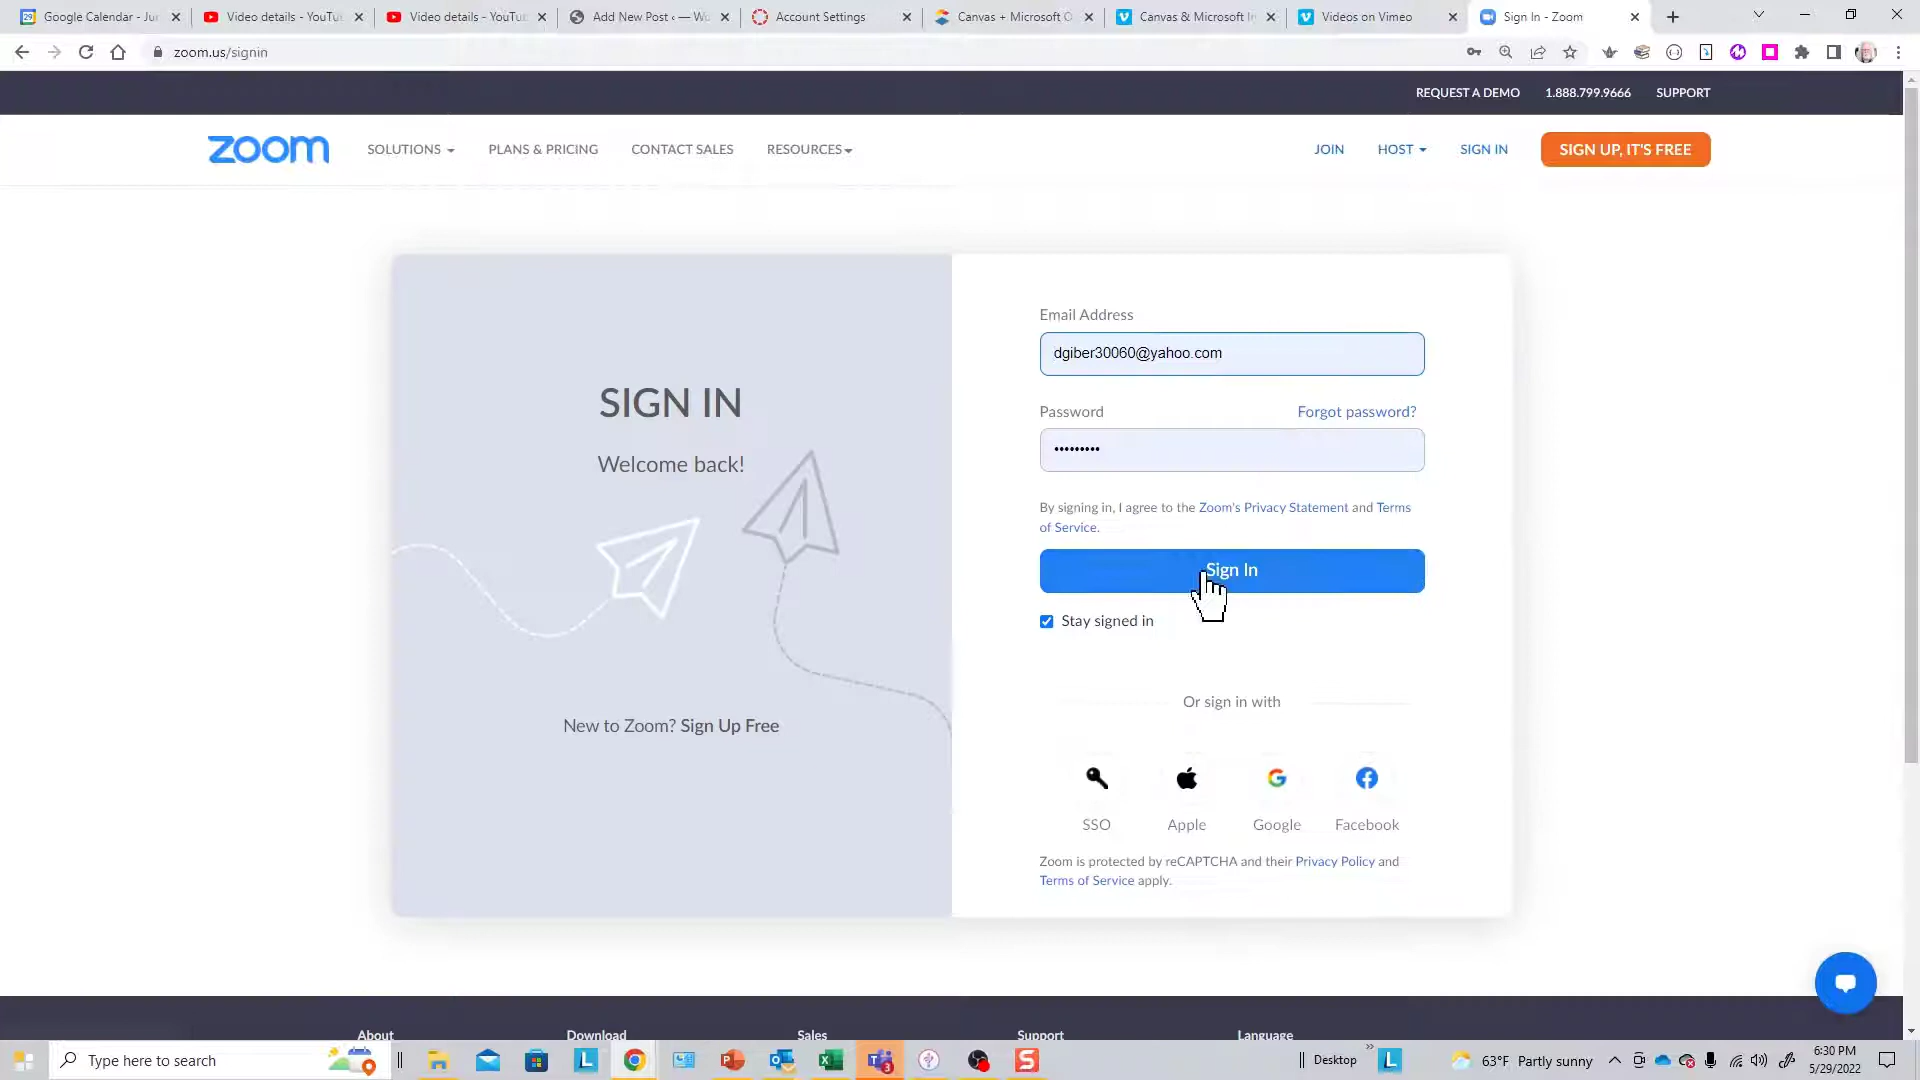 Google Calendar - Jun
Video details - YouTu
Video details - YouTu
Add New Post ‹ — Wo
Account Settings
Canvas + Microsoft O
Canvas & Microsoft In
Videos on Vimeo
Sign In - Zoom
zoom.us/signin
REQUEST A DEMO
1.888.799.9666
SUPPORT
zoom
SOLUTIONS
PLANS & PRICING
CONTACT SALES
RESOURCES
JOIN
HOST
SIGN IN
SIGN UP, IT'S FREE
SIGN IN
Welcome back!
New to Zoom? Sign Up Free
Email Address
dgiber30060@yahoo.com
Password
Forgot password?
By signing in, I agree to the Zoom's Privacy Statement and Terms
of Service.
Sign In
Stay signed in
Or sign in with
SSO
Apple
Google
Facebook
Zoom is protected by reCAPTCHA and their Privacy Policy and
Terms of Service apply.
About
Download
Sales
Support
Language
Type here to search
Desktop
63°F Partly sunny
6:30 PM
5/29/2022